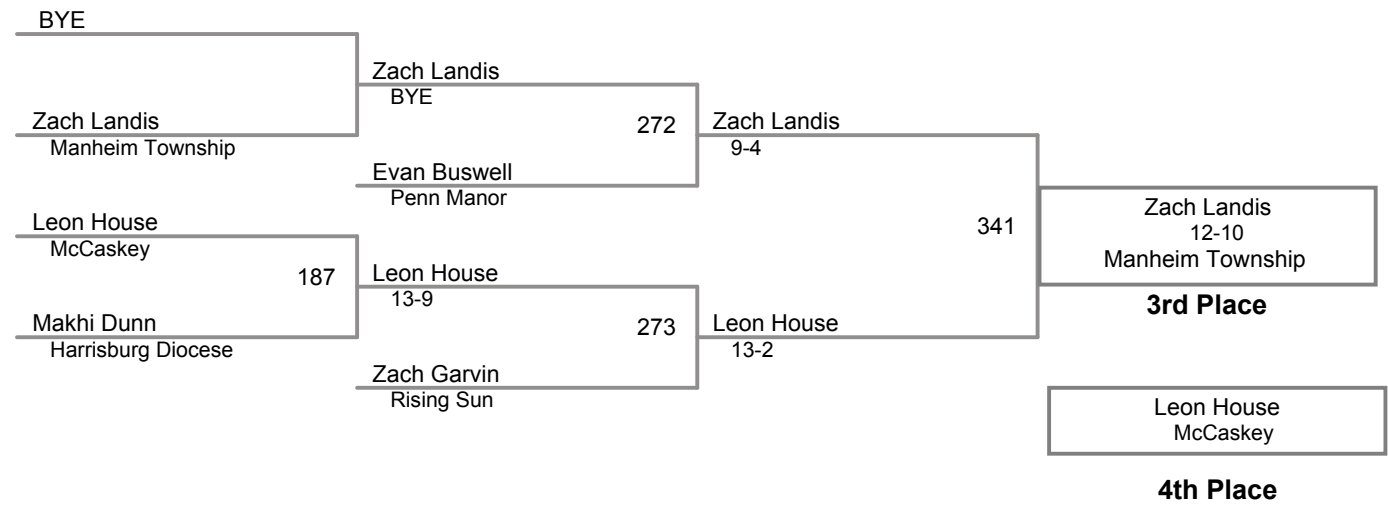 BYE
Zach Landis
BYE
Zach Landis
Manheim Township
272
Zach Landis
9-4
Evan Buswell
Penn Manor
Leon House
McCaskey
187
Leon House
13-9
Makhi Dunn
Harrisburg Diocese
273
Leon House
13-2
Zach Garvin
Rising Sun
341
Zach Landis
12-10
Manheim Township
3rd Place
Leon House
McCaskey
4th Place